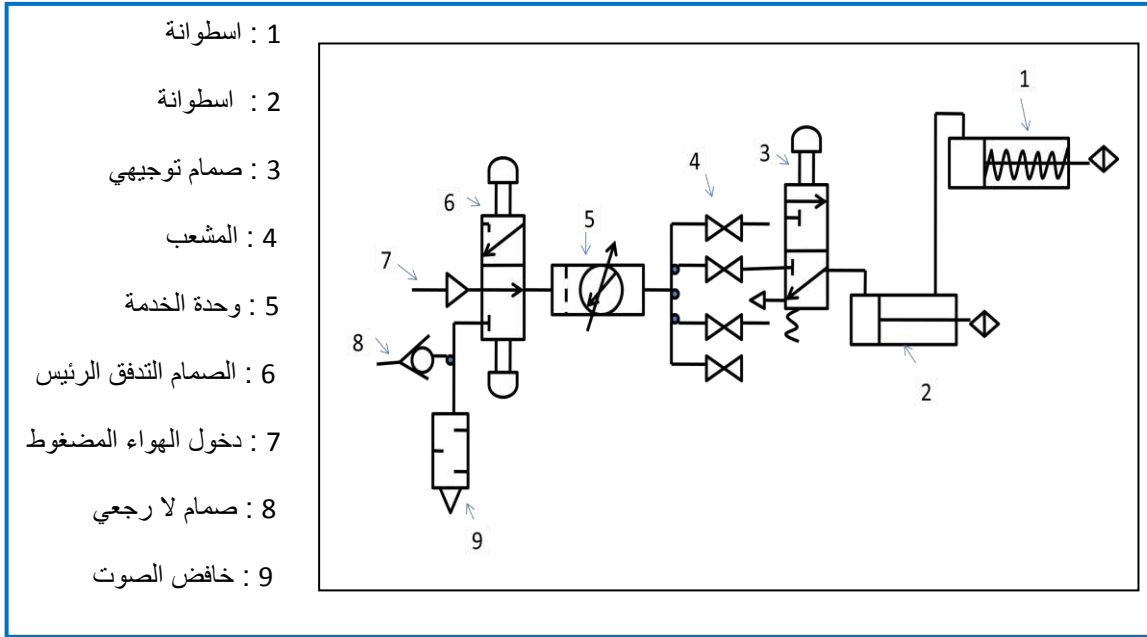 1 : اسطوانة
2 : اسطوانة
3 : صمام توجيهي
4 : المشعب
5 : وحدة الخدمة
6 : الصمام التدفق الرئيس
7 : دخول الهواء المضغوط
8 : صمام لا رجعي
9 : خافض الصوت
1
3
4
6
5
7
8
2
9